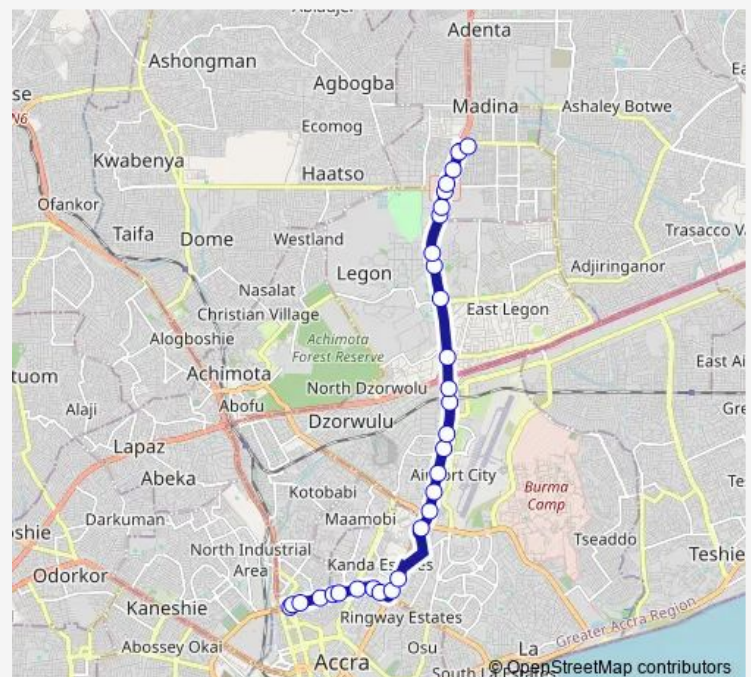 Adenta
Ashongman
Agbogba
Madina
Ashaley Botwe
se
N6
Ecomog
Kwabenya
Haatso
Ofankor
Taifa
Dome
Westland
Trasacco
Legon
Adjiringanor
Nasalat
Christian Village
East Legon
Alogboshie
Achimota
Forest Reserve
tuom
Achimota
North Dzorwolu
East Ai
Alaji
Abofu
Dzorwulu
Gre
Lapaz
Abeka
Airport City
Kotobabi
Burma
Camp
Te
Darkuman
Maamobi
oshie
Tseaddo
Teshie
North Industrial
Area
Kanda Estates
Odorkor
Kaneshie
Ringway Estates
Greater Accra Region
Abossey Okai
Osu
La
Accra
South La Estates
© OpenStreetMap contributors